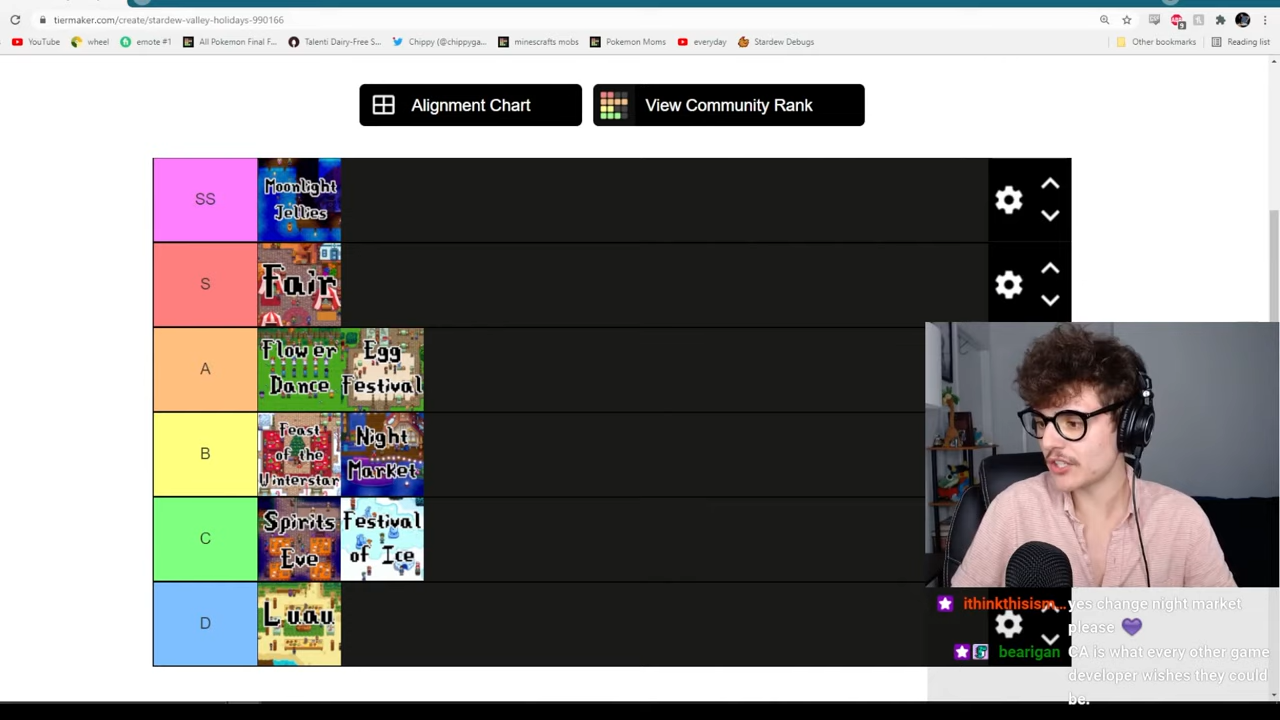 tiermaker.com/create/stardew-valley-holidays-990166
YouTube wheel emote #1 All Pokemon Final F... Talenti Dairy-Free S... Chippy (@chippyga... minescrafts mobs Pokemon Moms everyday Stardew Debugs Other bookmarks Reading list
Alignment Chart
View Community Rank
SS
Moonlight
Jellies
S
Fair
A
Flower
Dance
Egg
Festival
B
Feast
of the
Winterstar
Night
Market
C
Spirits
Eve
Festival
of Ice
D
Luau
ithinkthisism... yes change night market
please
bearigan CA is what every other game
developer wishes they could
be.